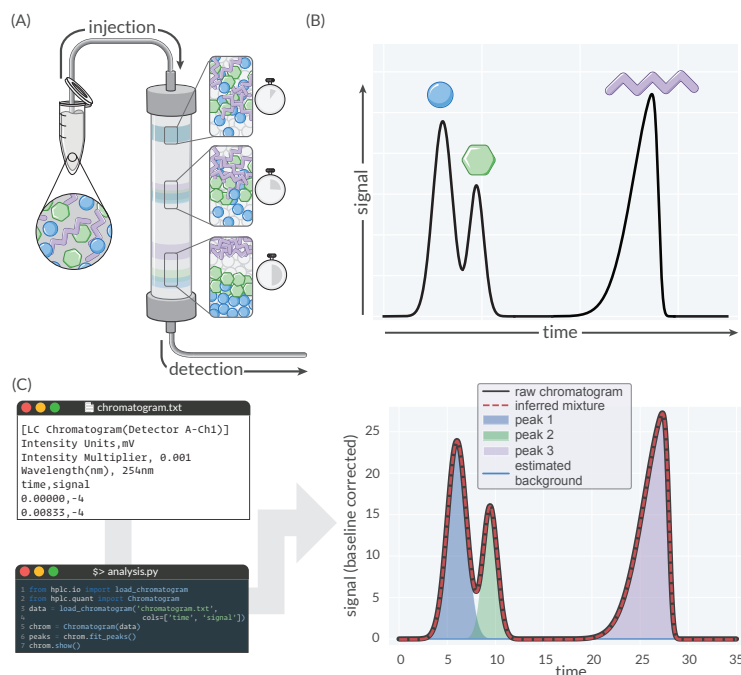 (A)
injection
detection
(B)
signal
time
(C)
chromatogram.txt
[LC Chromatogram(Detector A-Ch1)]
Intensity Units,mV
Intensity Multiplier, 0.001
Wavelength(nm), 254nm
time,signal
0.00000,-4
0.00833,-4
$> analysis.py
1 from hplc.io import load_chromatogram
2 from hplc.quant import Chromatogram
3 data = load_chromatogram('chromatogram.txt',
4 cols=['time', 'signal'])
5 chrom = Chromatogram(data)
6 peaks = chrom.fit_peaks()
7 chrom.show()
raw chromatogram
inferred mixture
peak 1
peak 2
peak 3
estimated
background
signal (baseline corrected)
25
20
15
10
5
0
0 5 10 15 20 25 30 35
time